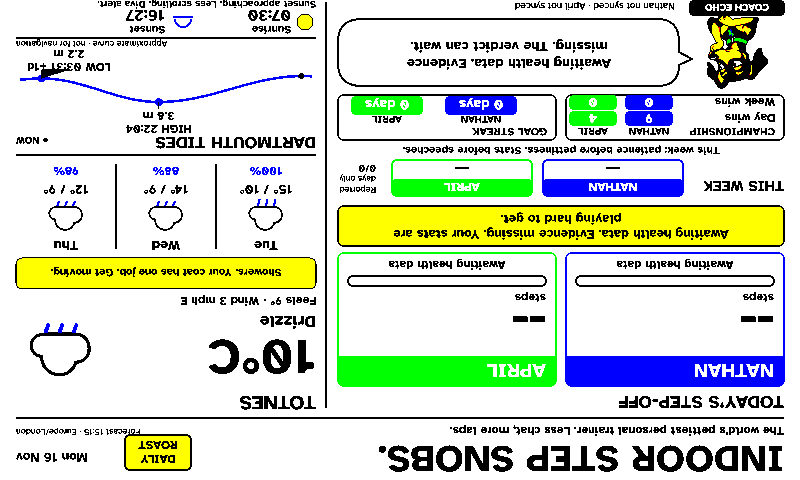 INDOOR STEP SNOBS.
The world's pettiest personal trainer. Less chat, more laps.
DAILY
ROAST
Mon 16 Nov
Forecast 15:15 · Europe/London
TODAY'S STEP-OFF
NATHAN
---
steps
Awaiting health data
APRIL
---
steps
Awaiting health data
Awaiting health data. Evidence missing. Your stats are
playing hard to get.
THIS WEEK
NATHAN
—
APRIL
—
Reported
days only
0/0
This week: patience before pettiness. Stats before speeches.
CHAMPIONSHIP
NATHAN
APRIL
Day wins
9
4
Week wins
0
0
GOAL STREAK
NATHAN
0 days
APRIL
0 days
COACH ECHO
Awaiting health data. Evidence
missing. The verdict can wait.
Nathan not synced · April not synced
TOTNES
10°C
Drizzle
Feels 9° · Wind 3 mph E
Showers. Your coat has one job. Get moving.
Tue
15° / 10°
100%
Wed
14° / 9°
88%
Thu
12° / 9°
98%
DARTMOUTH TIDES
• NOW
HIGH 22:04
3.8 m
LOW 03:31 +1d
2.2 m
Approximate curve · not for navigation
Sunrise
07:30
Sunset
16:27
Sunset approaching. Less scrolling. Diva alert.